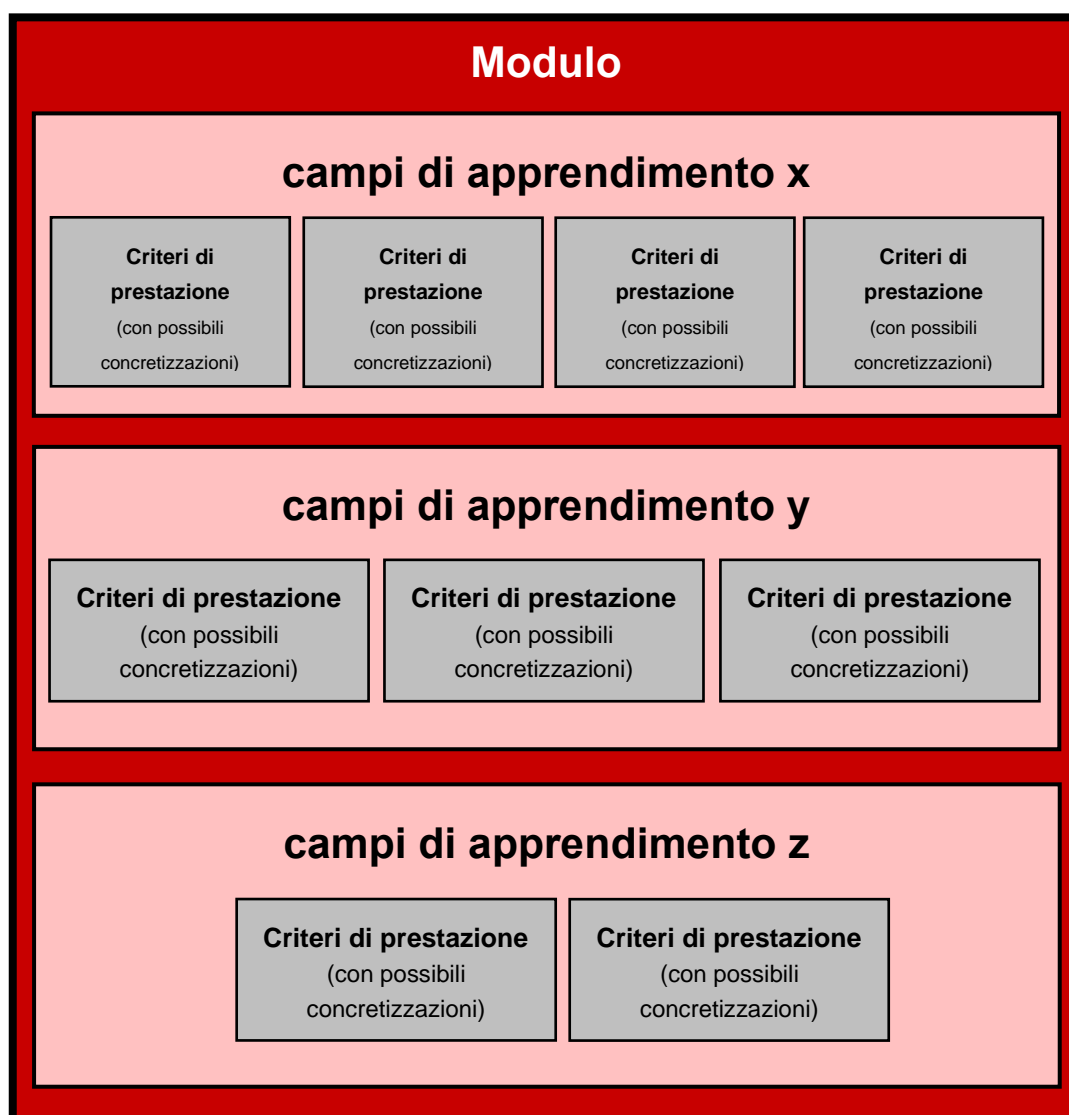 Modulo
campi di apprendimento x
Criteri di
prestazione
(con possibili
concretizzazioni)
Criteri di
prestazione
(con possibili
concretizzazioni)
Criteri di
prestazione
(con possibili
concretizzazioni)
Criteri di
prestazione
(con possibili
concretizzazioni)
campi di apprendimento y
Criteri di prestazione
(con possibili
concretizzazioni)
Criteri di prestazione
(con possibili
concretizzazioni)
Criteri di prestazione
(con possibili
concretizzazioni)
campi di apprendimento z
Criteri di prestazione
(con possibili
concretizzazioni)
Criteri di prestazione
(con possibili
concretizzazioni)